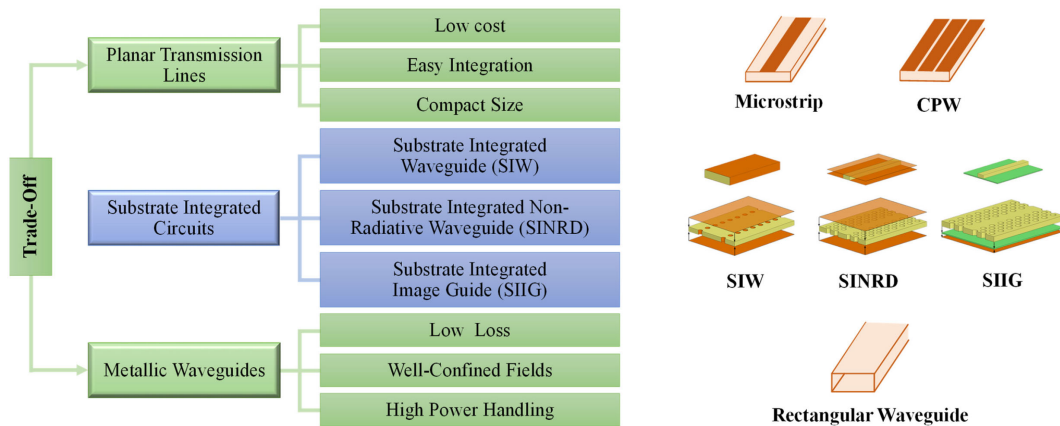 Trade-Off
Planar Transmission
Lines
Low cost
Easy Integration
Compact Size
Substrate Integrated
Circuits
Substrate Integrated
Waveguide (SIW)
Substrate Integrated Non-
Radiative Waveguide (SINRD)
Substrate Integrated
Image Guide (SIIG)
Metallic Waveguides
Low Loss
Well-Confined Fields
High Power Handling
Microstrip
CPW
SIW
SINRD
SIIG
Rectangular Waveguide